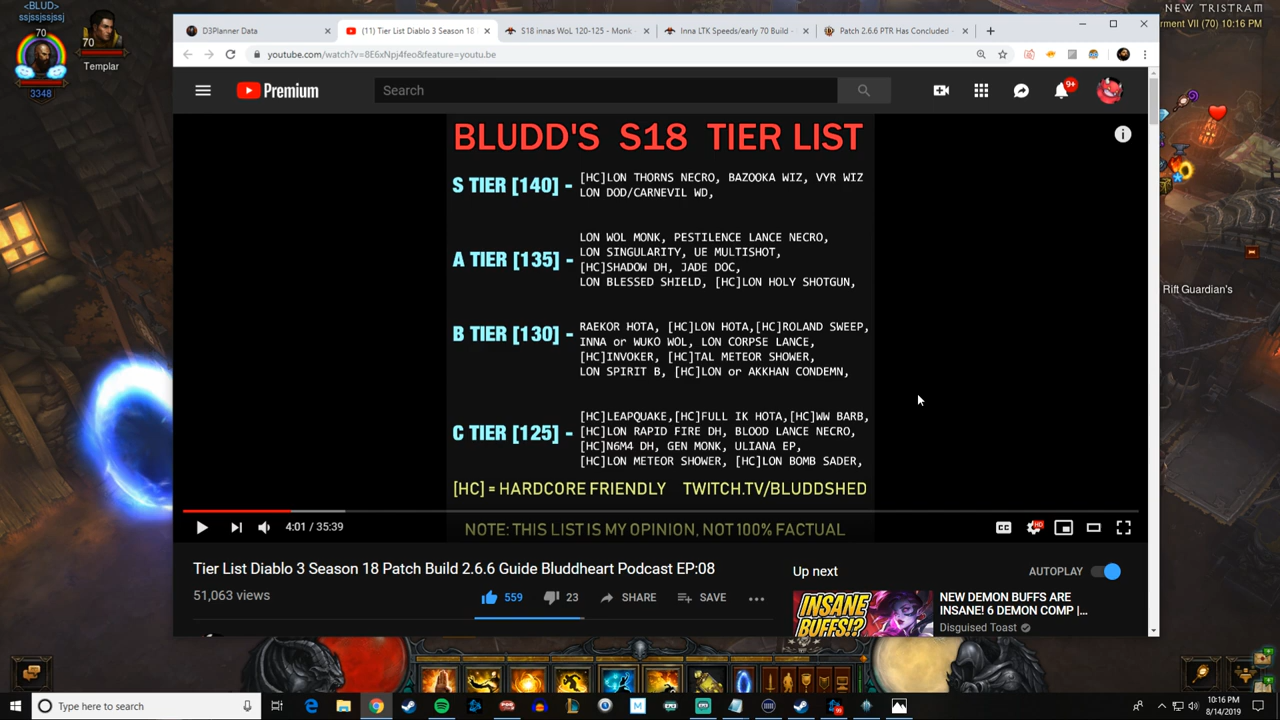 <BLUD>
ssjssjssjssj
70
3348
70
Templar
NEW TRISTRAM
rment VII (70) 10:16 PM
Rift Guardian's
D3Planner Data
(11) Tier List Diablo 3 Season 18
S18 innas WoL 120-125 - Monk
Inna LTK Speeds/early 70 Build -
Patch 2.6.6 PTR Has Concluded -
youtube.com/watch?v=8E6xNpj4feo&feature=youtu.be
Premium
Search
9+
BLUDD'S S18 TIER LIST
S TIER [140] - [HC]LON THORNS NECRO, BAZOOKA WIZ, VYR WIZ
LON DOD/CARNEVIL WD,
A TIER [135] - LON WOL MONK, PESTILENCE LANCE NECRO,
LON SINGULARITY, UE MULTISHOT,
[HC]SHADOW DH, JADE DOC,
LON BLESSED SHIELD, [HC]LON HOLY SHOTGUN,
B TIER [130] - RAEKOR HOTA, [HC]LON HOTA,[HC]ROLAND SWEEP,
INNA or WUKO WOL, LON CORPSE LANCE,
[HC]INVOKER, [HC]TAL METEOR SHOWER,
LON SPIRIT B, [HC]LON or AKKHAN CONDEMN,
C TIER [125] - [HC]LEAPQUAKE,[HC]FULL IK HOTA,[HC]WW BARB,
[HC]LON RAPID FIRE DH, BLOOD LANCE NECRO,
[HC]N6M4 DH, GEN MONK, ULIANA EP,
[HC]LON METEOR SHOWER, [HC]LON BOMB SADER,
[HC] = HARDCORE FRIENDLY TWITCH.TV/BLUDDSHED
NOTE: THIS LIST IS MY OPINION, NOT 100% FACTUAL
4:01 / 35:39
CC
HD
Tier List Diablo 3 Season 18 Patch Build 2.6.6 Guide Bluddheart Podcast EP:08
51,063 views
559
23
SHARE
SAVE
Up next
AUTOPLAY
INSANE BUFFS!?
NEW DEMON BUFFS ARE
INSANE! 6 DEMON COMP |...
Disguised Toast
Type here to search
10:16 PM
8/14/2019